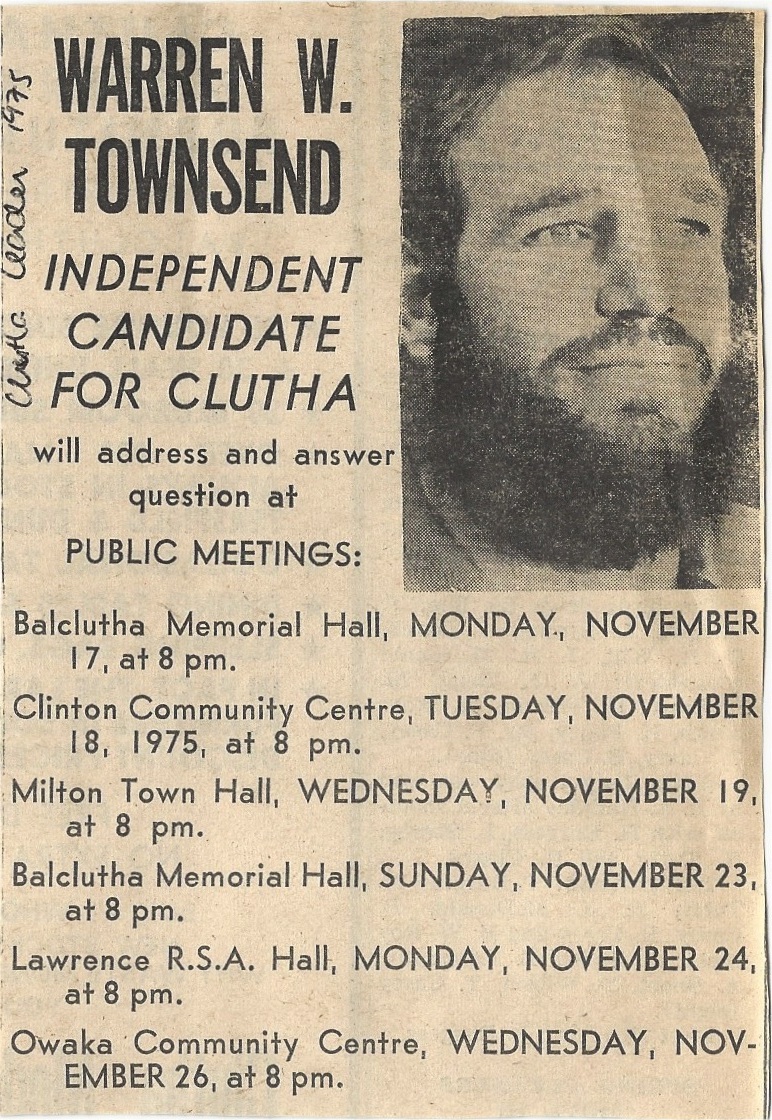 Clutha Leader 1975
WARREN W.
TOWNSEND
INDEPENDENT
CANDIDATE
FOR CLUTHA
will address and answer
question at
PUBLIC MEETINGS:
Balclutha Memorial Hall, MONDAY, NOVEMBER
17, at 8 pm.
Clinton Community Centre, TUESDAY, NOVEMBER
18, 1975, at 8 pm.
Milton Town Hall, WEDNESDAY, NOVEMBER 19,
at 8 pm.
Balclutha Memorial Hall, SUNDAY, NOVEMBER 23,
at 8 pm.
Lawrence R.S.A. Hall, MONDAY, NOVEMBER 24,
at 8 pm.
Owaka Community Centre, WEDNESDAY, NOV-
EMBER 26, at 8 pm.